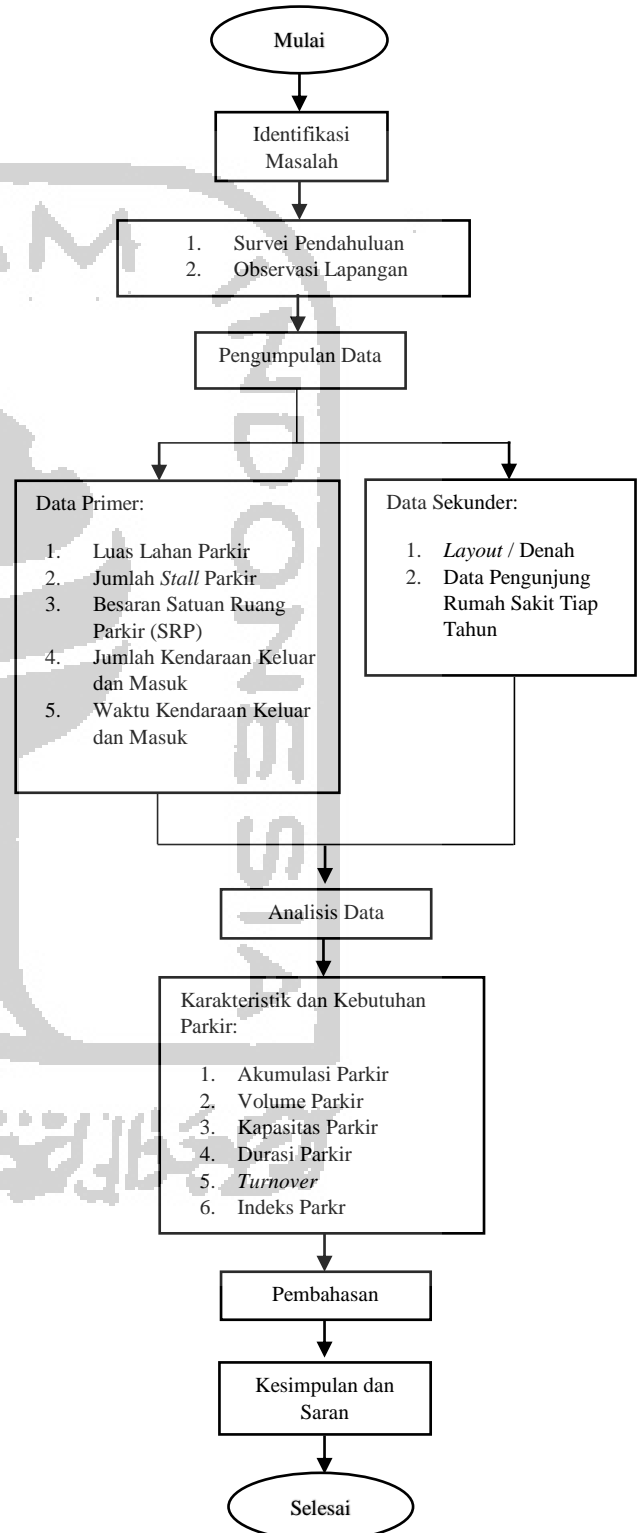 Mulai
Identifikasi
Masalah
1. Survei Pendahuluan
2. Observasi Lapangan
Pengumpulan Data
Data Primer:
1. Luas Lahan Parkir
2. Jumlah Stall Parkir
3. Besaran Satuan Ruang
Parkir (SRP)
4. Jumlah Kendaraan Keluar
dan Masuk
5. Waktu Kendaraan Keluar
dan Masuk
Data Sekunder:
1. Layout / Denah
2. Data Pengunjung
Rumah Sakit Tiap
Tahun
Analisis Data
Karakteristik dan Kebutuhan
Parkir:
1. Akumulasi Parkir
2. Volume Parkir
3. Kapasitas Parkir
4. Durasi Parkir
5. Turnover
6. Indeks Parkr
Pembahasan
Kesimpulan dan
Saran
Selesai
AM
INDONESIA